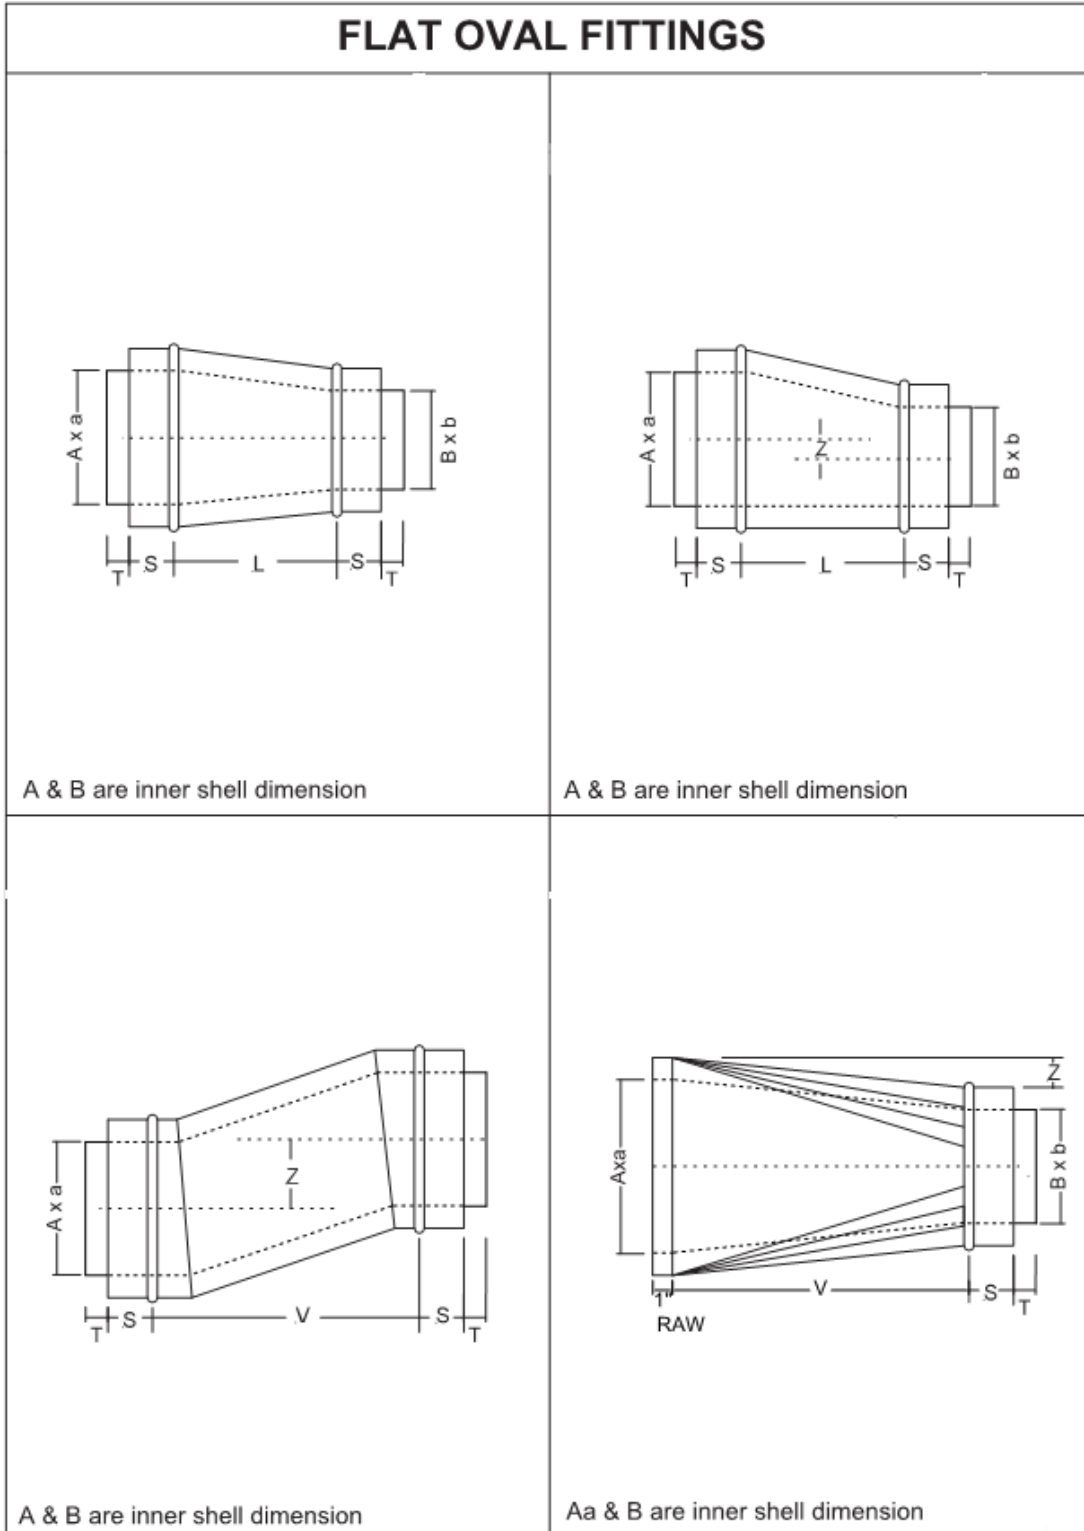 FLAT OVAL FITTINGS
A x a
B x b
T
S
L
S
T
A & B are inner shell dimension
A x a
Z
B x b
T
S
L
S
T
A & B are inner shell dimension
A x a
Z
T
S
V
S
T
A & B are inner shell dimension
Z
Axa
B x b
1"
V
S
T
RAW
Aa & B are inner shell dimension